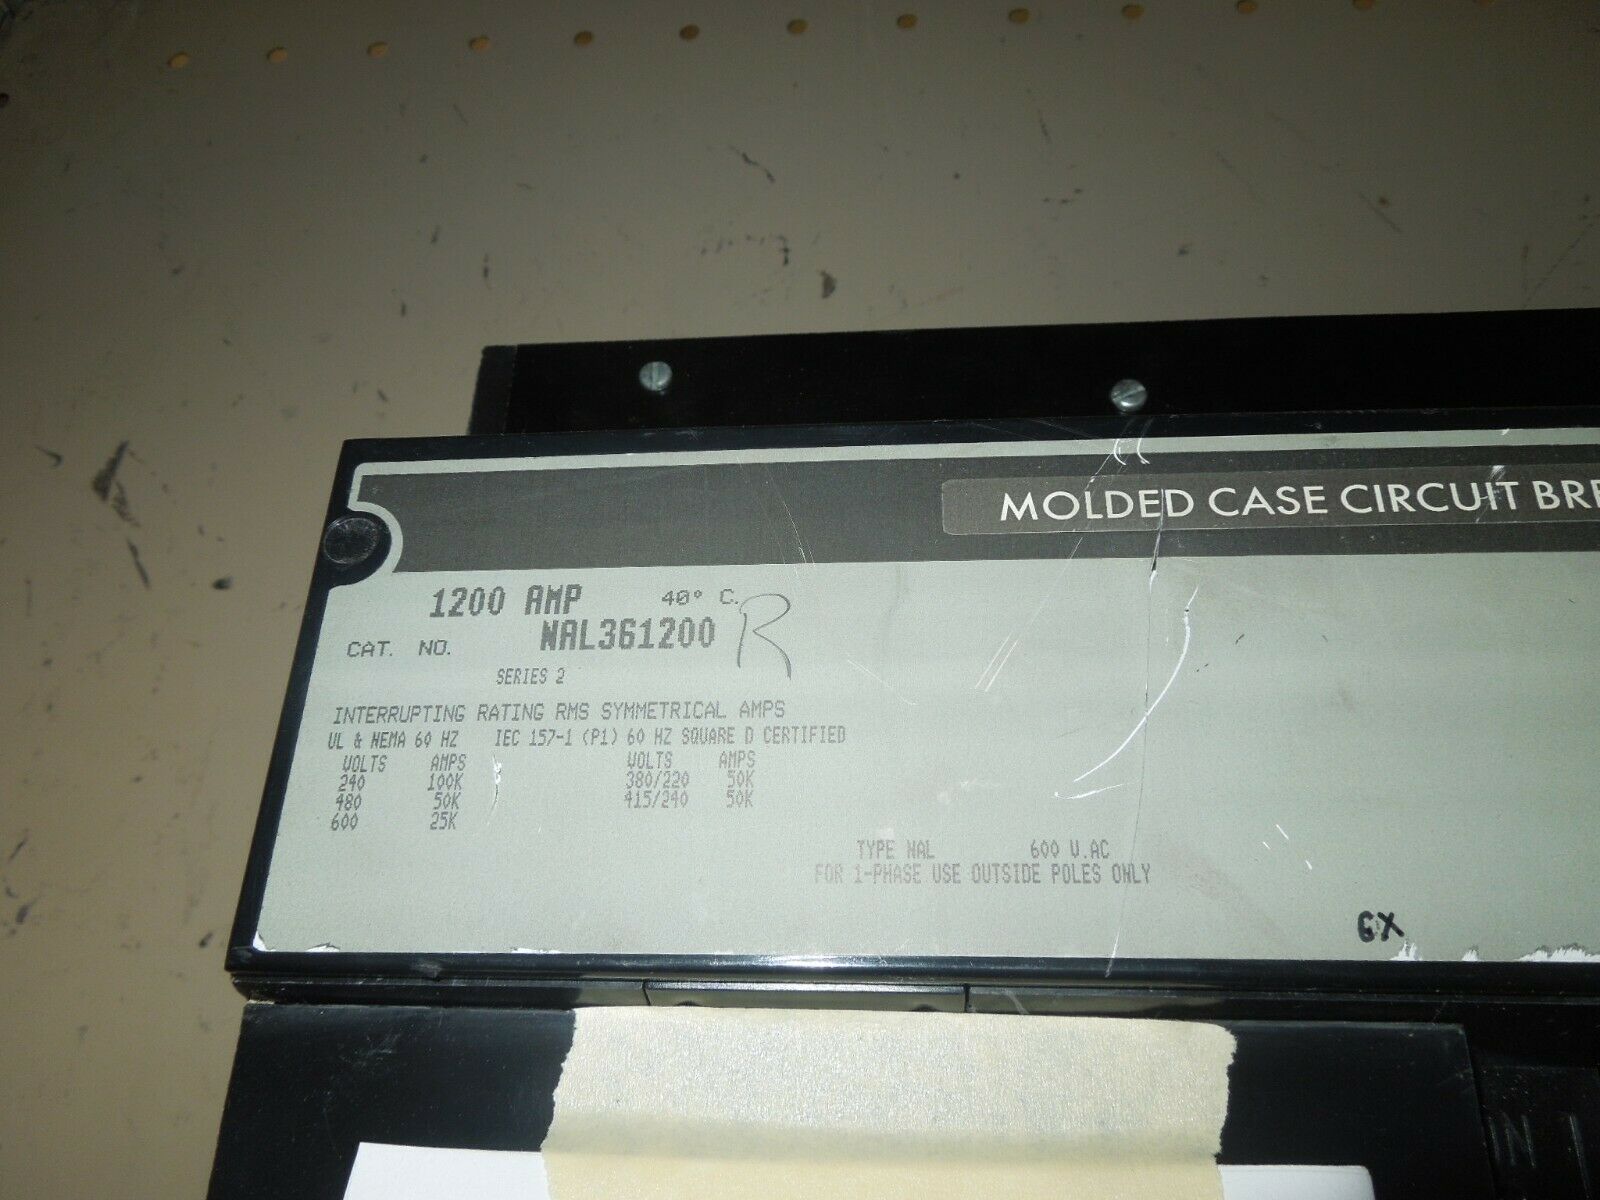 MOLDED CASE CIRCUIT BRE
1200 AMP 40° C.
CAT. NO. NAL361200 R
SERIES 2
INTERRUPTING RATING RMS SYMMETRICAL AMPS
UL & NEMA 60 HZ IEC 157-1 (P1) 60 HZ SQUARE D CERTIFIED
VOLTS AMPS VOLTS AMPS
240 100K 380/220 50K
480 50K 415/240 50K
600 25K
TYPE NAL 600 V.AC
FOR 1-PHASE USE OUTSIDE POLES ONLY
GX